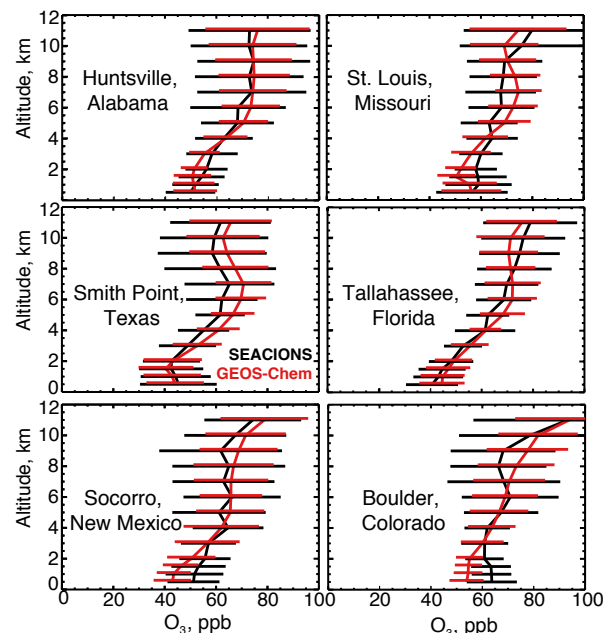 Altitude, km
12
10
8
6
4
2
0
Huntsville,
Alabama
St. Louis,
Missouri
Altitude, km
12
10
8
6
4
2
0
Smith Point,
Texas
SEACIONS
GEOS-Chem
Tallahassee,
Florida
Altitude, km
12
10
8
6
4
2
0
Socorro,
New Mexico
Boulder,
Colorado
0 20 40 60 80 100
20 40 60 80 100
O₃, ppb
O₃, ppb